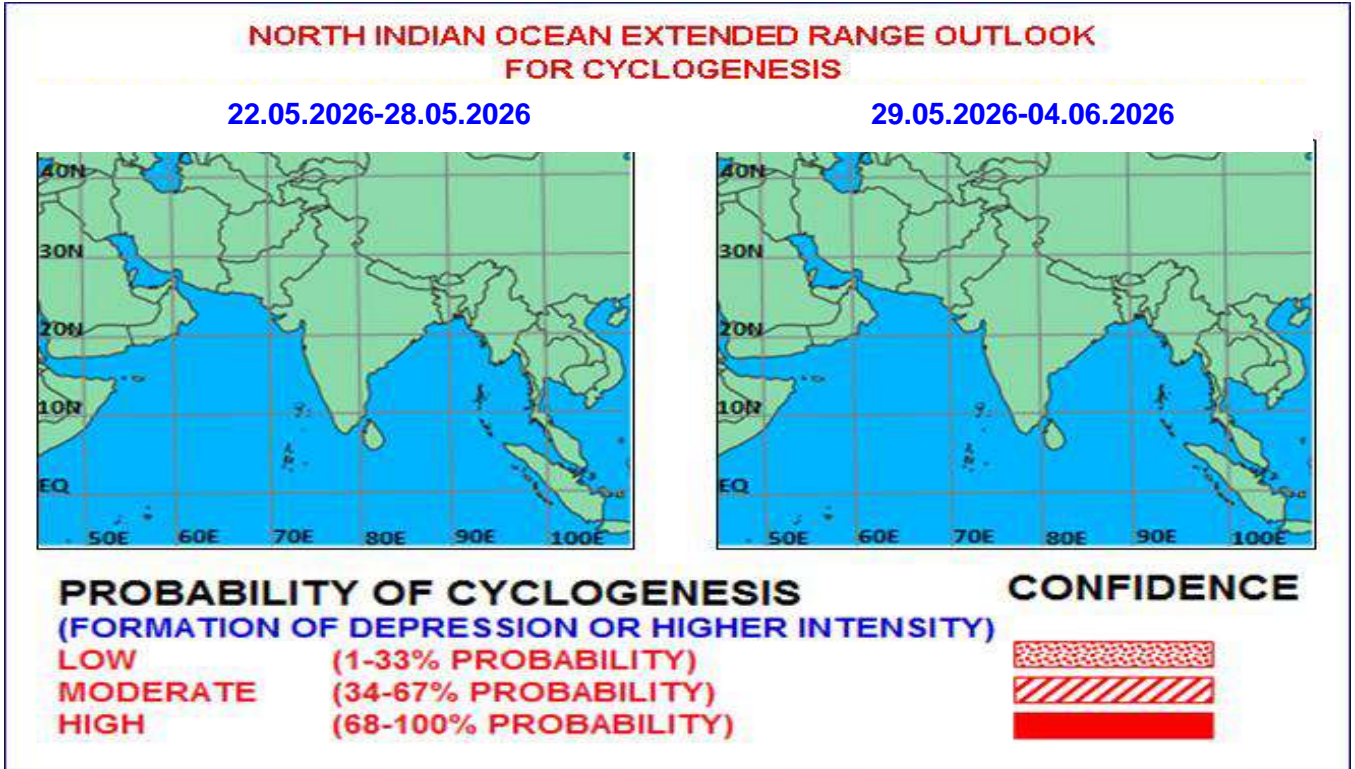 NORTH INDIAN OCEAN EXTENDED RANGE OUTLOOK
FOR CYCLOGENESIS
22.05.2026-28.05.2026
29.05.2026-04.06.2026
40N
30N
20N
10N
EQ
50E 60E 70E 80E 90E 100E
40N
30N
20N
10N
EQ
50E 60E 70E 80E 90E 100E
PROBABILITY OF CYCLOGENESIS
CONFIDENCE
(FORMATION OF DEPRESSION OR HIGHER INTENSITY)
LOW (1-33% PROBABILITY)
MODERATE (34-67% PROBABILITY)
HIGH (68-100% PROBABILITY)